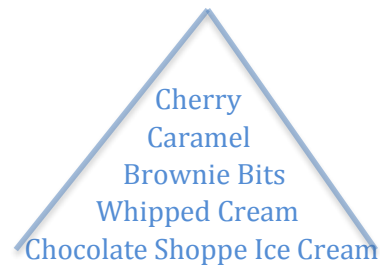 Cherry
Caramel
Brownie Bits
Whipped Cream
Chocolate Shoppe Ice Cream